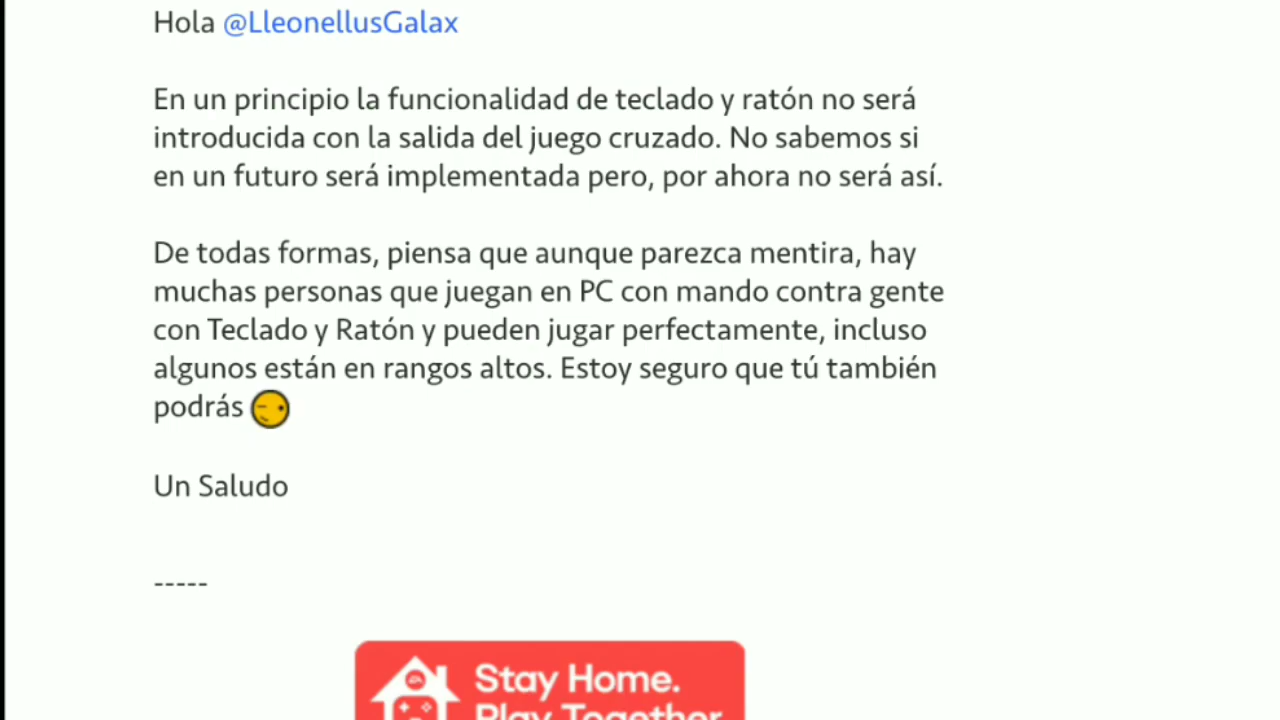 Hola @LleonellusGalax
En un principio la funcionalidad de teclado y ratón no será
introducida con la salida del juego cruzado. No sabemos si
en un futuro será implementada pero, por ahora no será así.
De todas formas, piensa que aunque parezca mentira, hay
muchas personas que juegan en PC con mando contra gente
con Teclado y Ratón y pueden jugar perfectamente, incluso
algunos están en rangos altos. Estoy seguro que tú también
podrás
Un Saludo
-----
EA
Stay Home.
Play Together